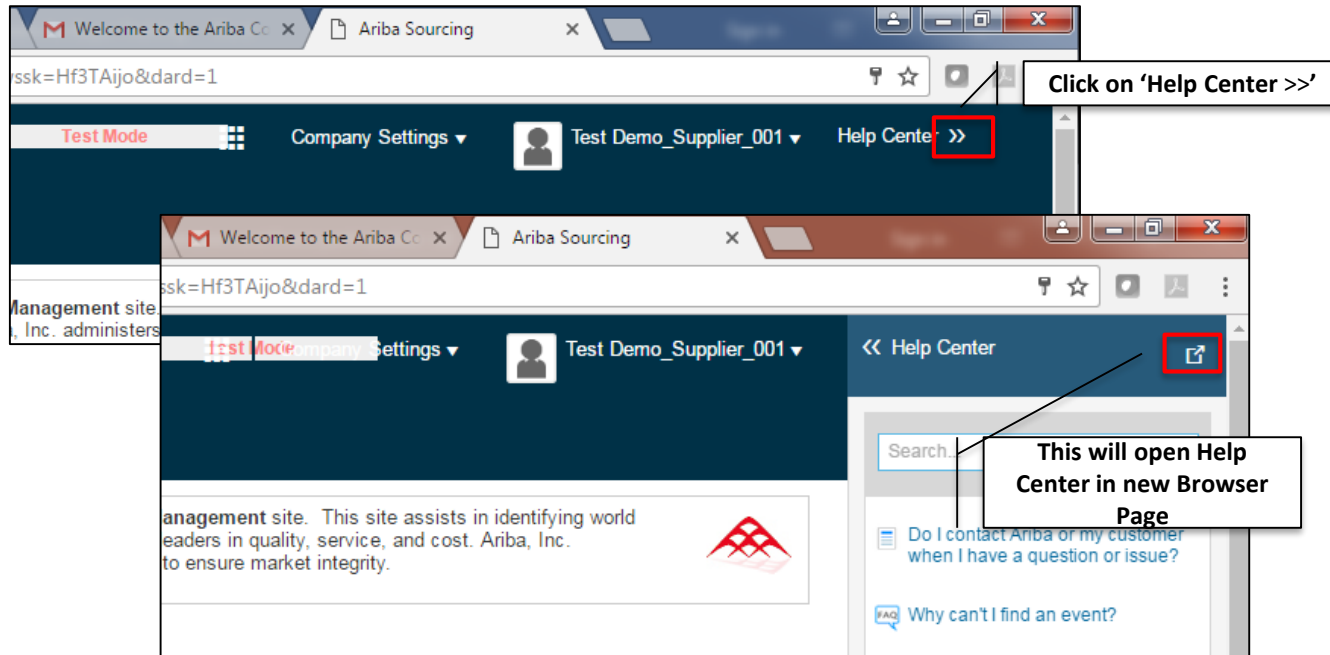 Welcome to the Ariba Co
Ariba Sourcing
ssk=Hf3TAijo&dard=1
Click on ‘Help Center >>’
Test Mode
Company Settings
Test Demo_Supplier_001
Help Center >>
Management site.
, Inc. administers
Welcome to the Ariba Co
Ariba Sourcing
ssk=Hf3TAijo&dard=1
Test Mode
Company Settings
Test Demo_Supplier_001
<< Help Center
Search...
This will open Help
Center in new Browser
Page
anagement site. This site assists in identifying world
eaders in quality, service, and cost. Ariba, Inc.
to ensure market integrity.
Do I contact Ariba or my customer
when I have a question or issue?
FAQ
Why can't I find an event?